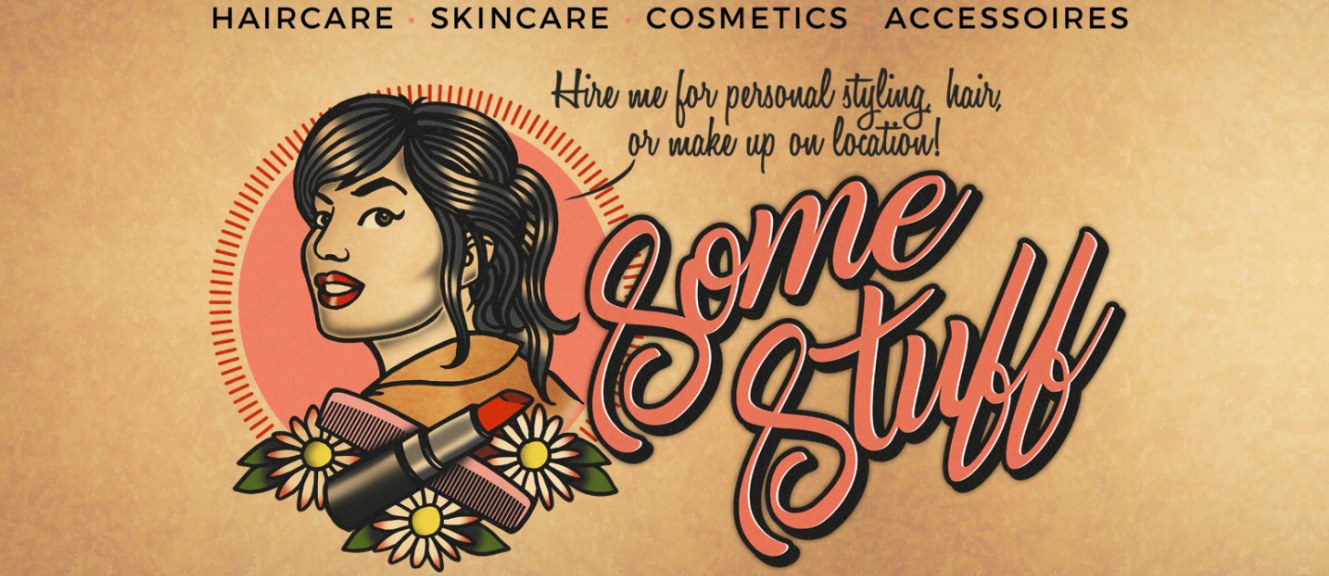 HAIRCARE • SKINCARE • COSMETICS • ACCESSOIRES
Hire me for personal styling, hair,
or make up on location!
Some
Stuff